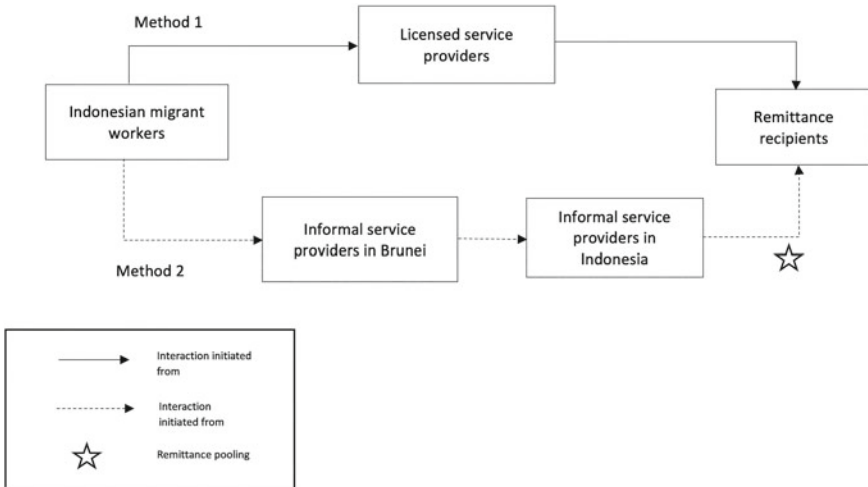 Method 1
Licensed service
providers
Indonesian migrant
workers
Remittance
recipients
Informal service
providers in Brunei
Informal service
providers in
Indonesia
Method 2
Interaction initiated
from
Interaction
initiated from
Remittance pooling